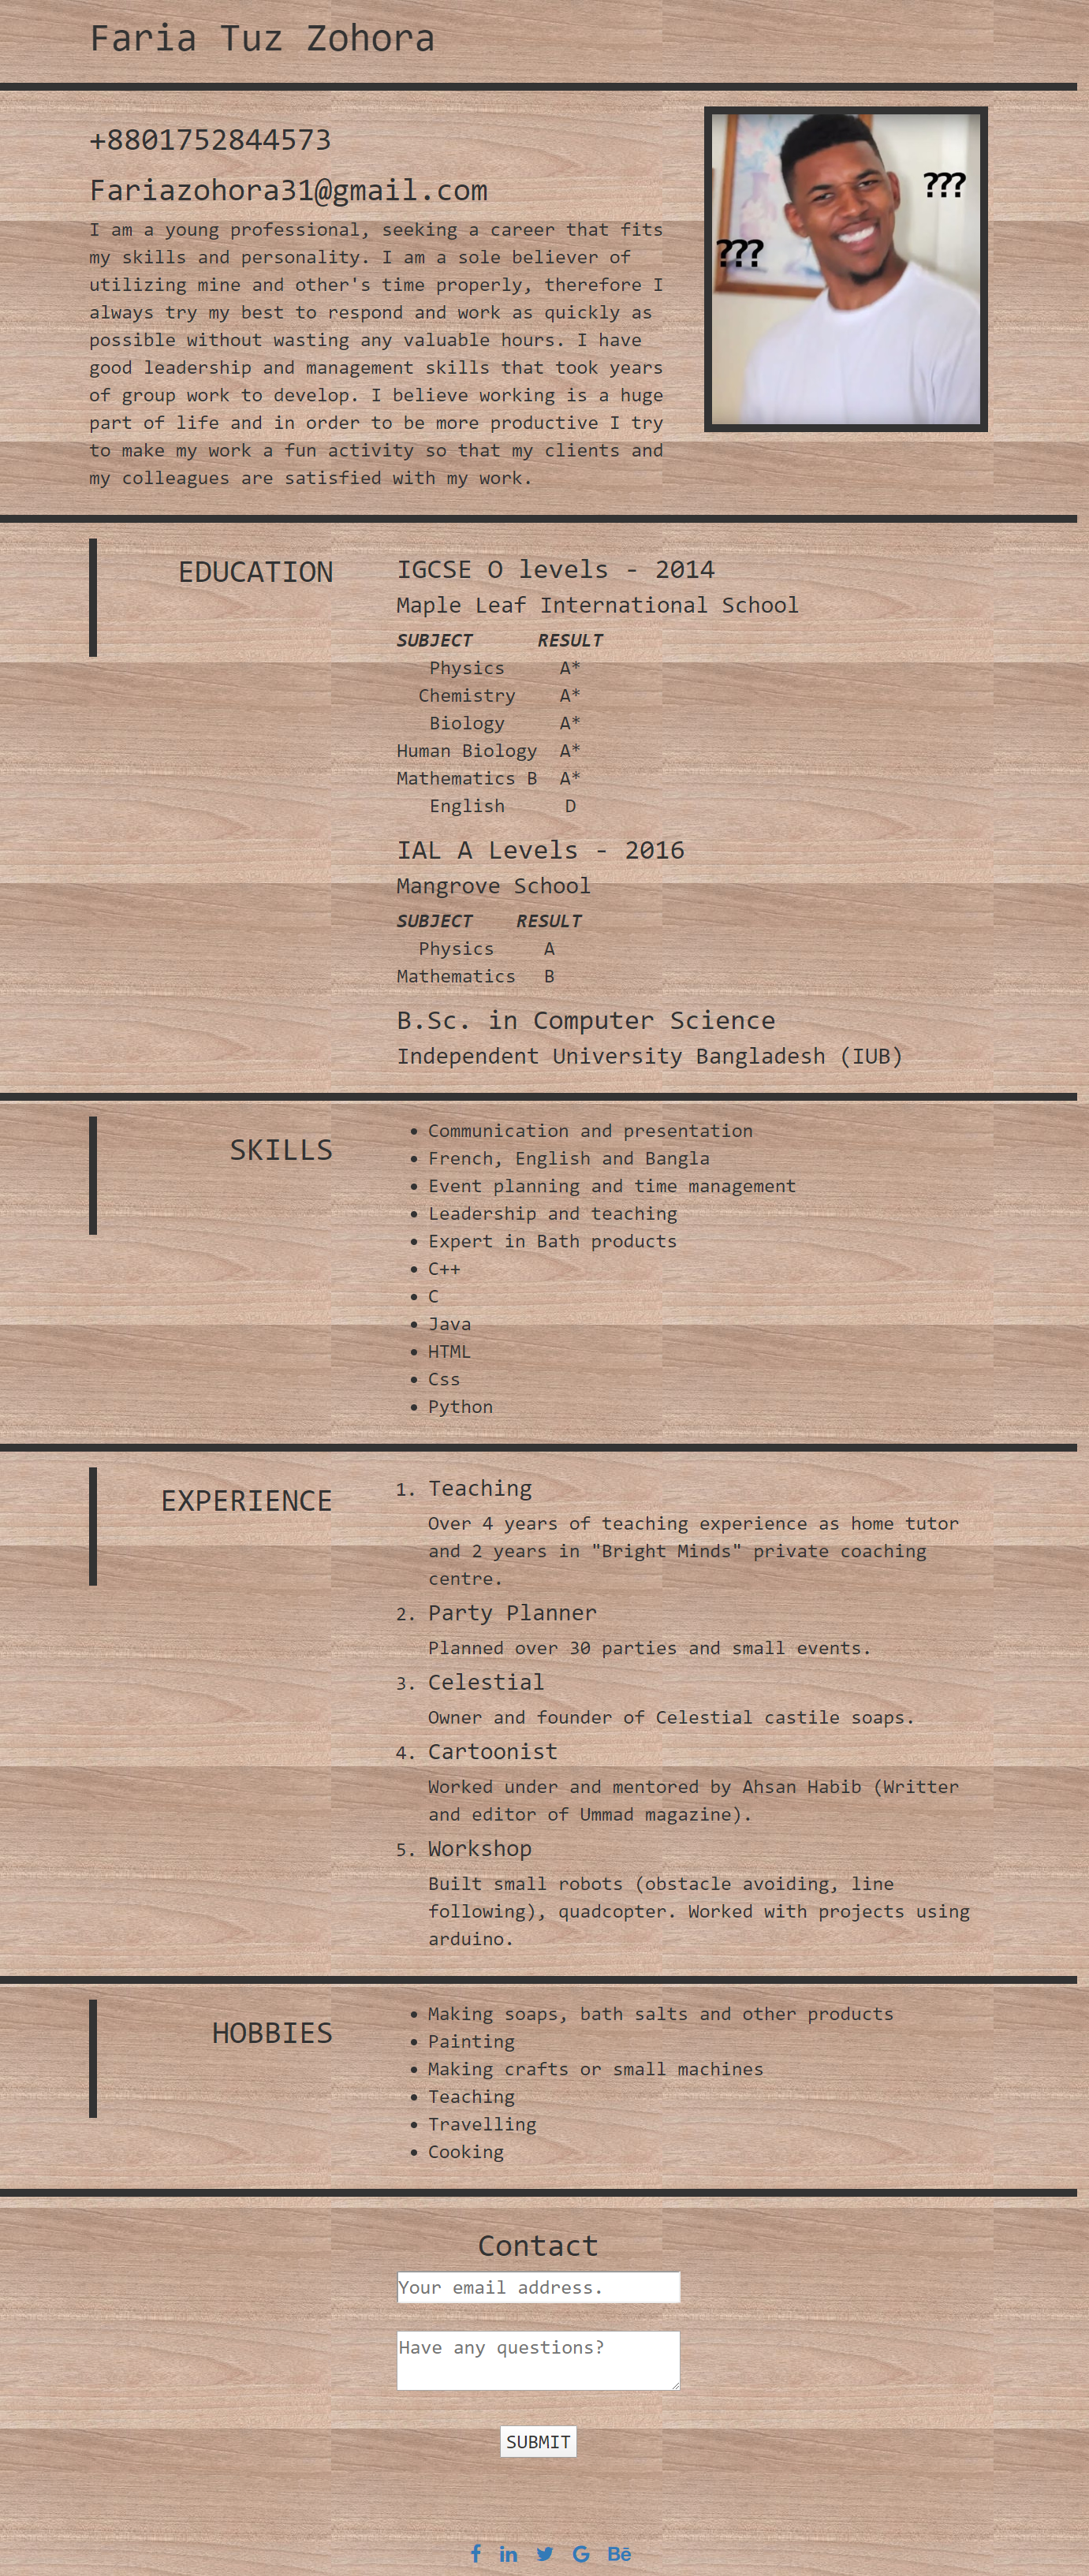 Faria Tuz Zohora
+8801752844573
Fariazohora31@gmail.com
I am a young professional, seeking a career that fits
my skills and personality. I am a sole believer of
utilizing mine and other's time properly, therefore I
always try my best to respond and work as quickly as
possible without wasting any valuable hours. I have
good leadership and management skills that took years
of group work to develop. I believe working is a huge
part of life and in order to be more productive I try
to make my work a fun activity so that my clients and
my colleagues are satisfied with my work.
???
???
EDUCATION
IGCSE O levels - 2014
Maple Leaf International School
SUBJECT RESULT
Physics A*
Chemistry A*
Biology A*
Human Biology A*
Mathematics B A*
English D
IAL A Levels - 2016
Mangrove School
SUBJECT RESULT
Physics A
Mathematics B
B.Sc. in Computer Science
Independent University Bangladesh (IUB)
SKILLS
• Communication and presentation
• French, English and Bangla
• Event planning and time management
• Leadership and teaching
• Expert in Bath products
• C++
• C
• Java
• HTML
• Css
• Python
EXPERIENCE
1. Teaching
Over 4 years of teaching experience as home tutor
and 2 years in "Bright Minds" private coaching
centre.
2. Party Planner
Planned over 30 parties and small events.
3. Celestial
Owner and founder of Celestial castile soaps.
4. Cartoonist
Worked under and mentored by Ahsan Habib (Writter
and editor of Ummad magazine).
5. Workshop
Built small robots (obstacle avoiding, line
following), quadcopter. Worked with projects using
arduino.
HOBBIES
• Making soaps, bath salts and other products
• Painting
• Making crafts or small machines
• Teaching
• Travelling
• Cooking
Contact
Your email address.
Have any questions?
SUBMIT
f in G Bē